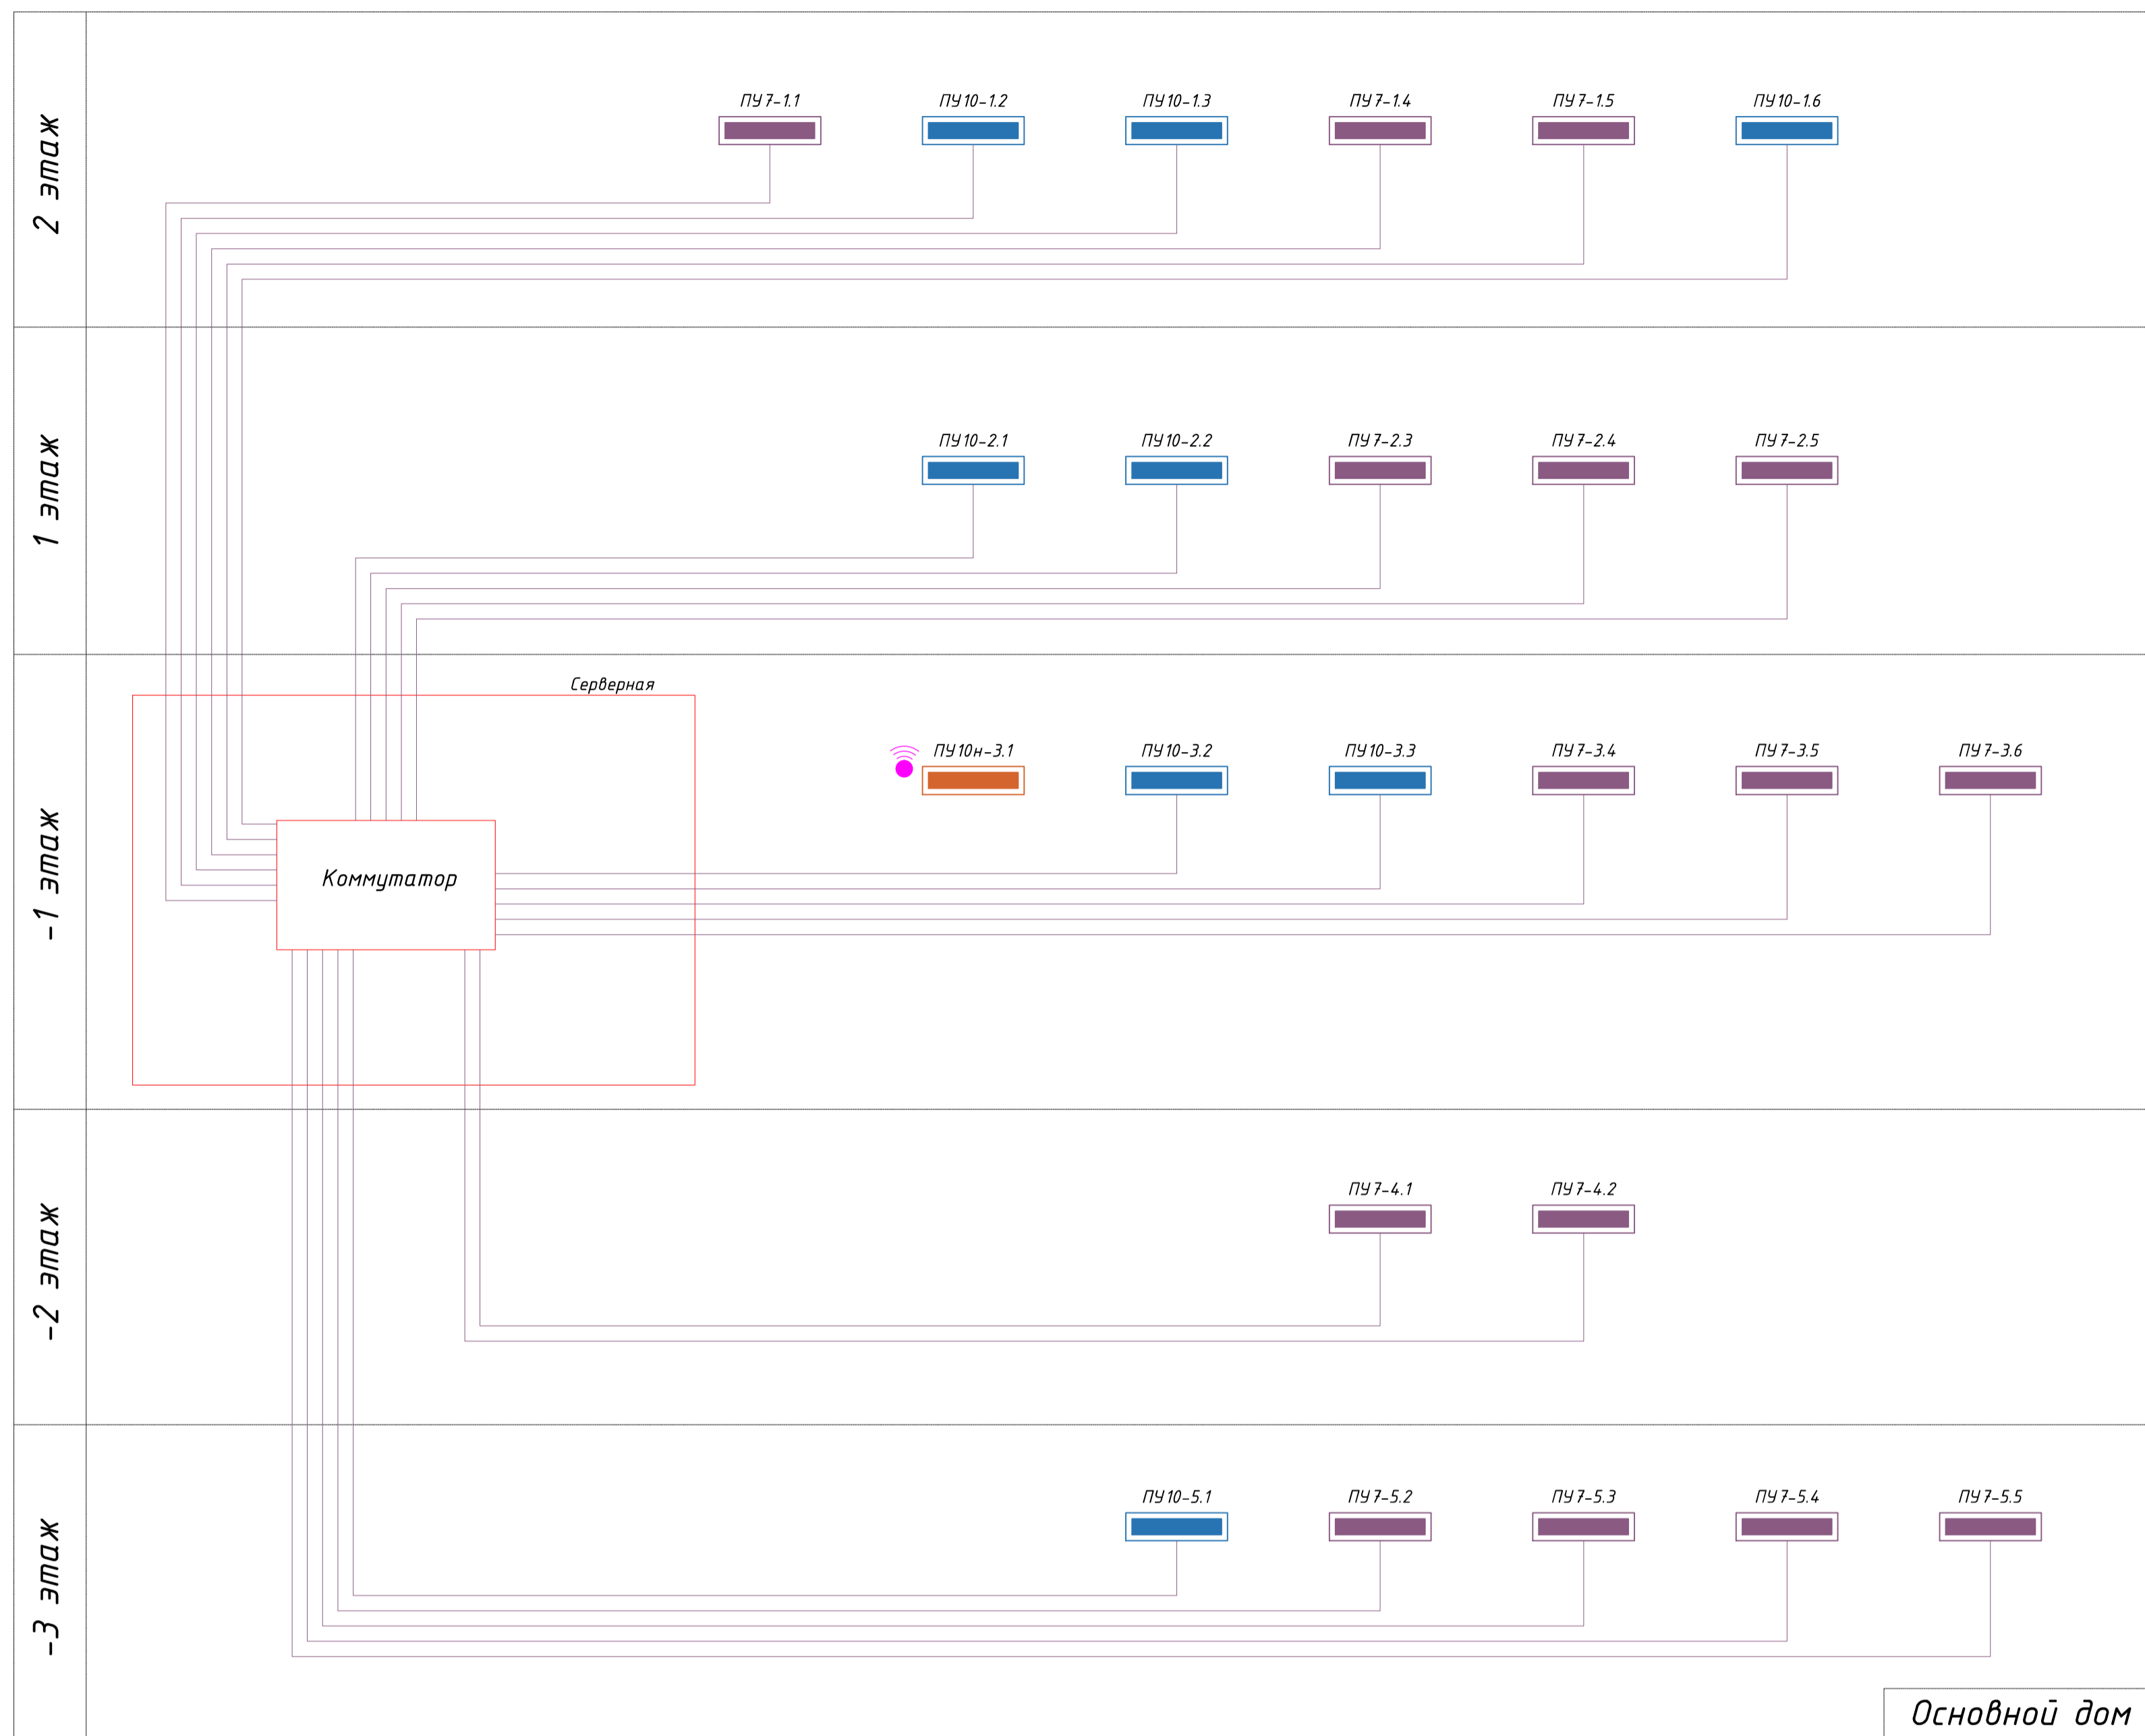 2 этаж
ПУ7-1.1
ПУ10-1.2
ПУ10-1.3
ПУ7-1.4
ПУ7-1.5
ПУ10-1.6
1 этаж
ПУ10-2.1
ПУ10-2.2
ПУ7-2.3
ПУ7-2.4
ПУ7-2.5
-1 этаж
Серверная
Коммутатор
ПУ10н-3.1
ПУ10-3.2
ПУ10-3.3
ПУ7-3.4
ПУ7-3.5
ПУ7-3.6
-2 этаж
ПУ7-4.1
ПУ7-4.2
-3 этаж
ПУ10-5.1
ПУ7-5.2
ПУ7-5.3
ПУ7-5.4
ПУ7-5.5
Основной дом